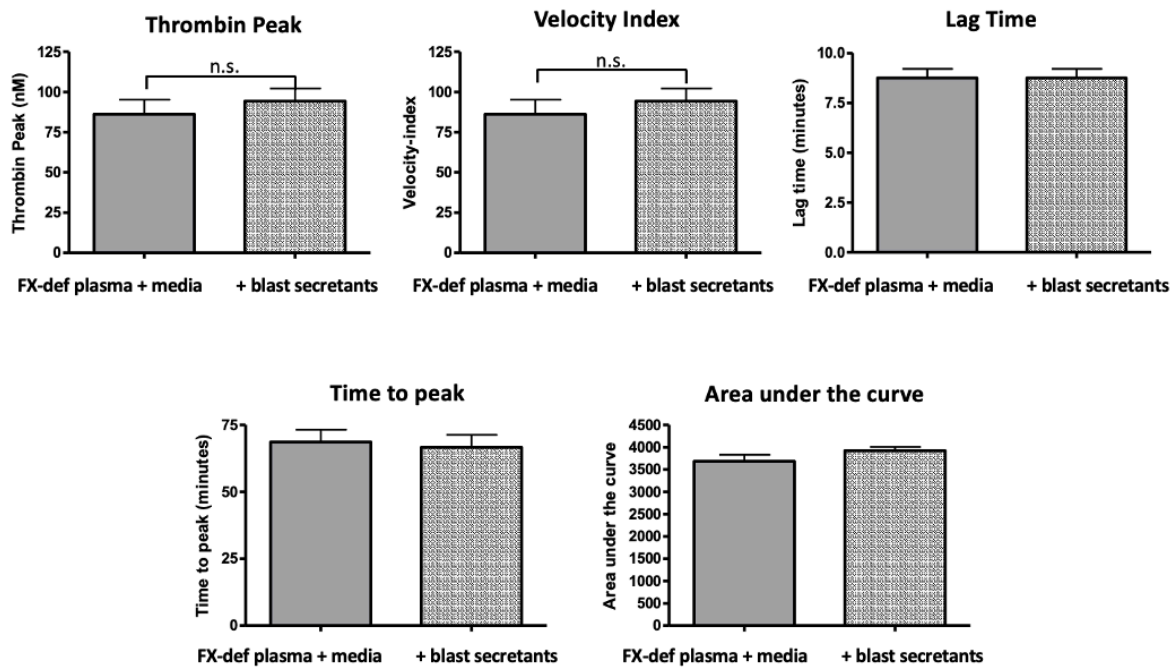 Thrombin Peak
Thrombin Peak (nM)
125
100
75
50
25
0
n.s.
FX-def plasma + media + blast secretants
Velocity Index
Velocity-index
125
100
75
50
25
0
n.s.
FX-def plasma + media + blast secretants
Lag Time
Lag time (minutes)
10.0
7.5
5.0
2.5
0.0
FX-def plasma + media + blast secretants
Time to peak
Time to peak (minutes)
75
50
25
0
FX-def plasma + media + blast secretants
Area under the curve
Area under the curve
4500
4000
3500
3000
2500
2000
1500
1000
500
0
FX-def plasma + media + blast secretants